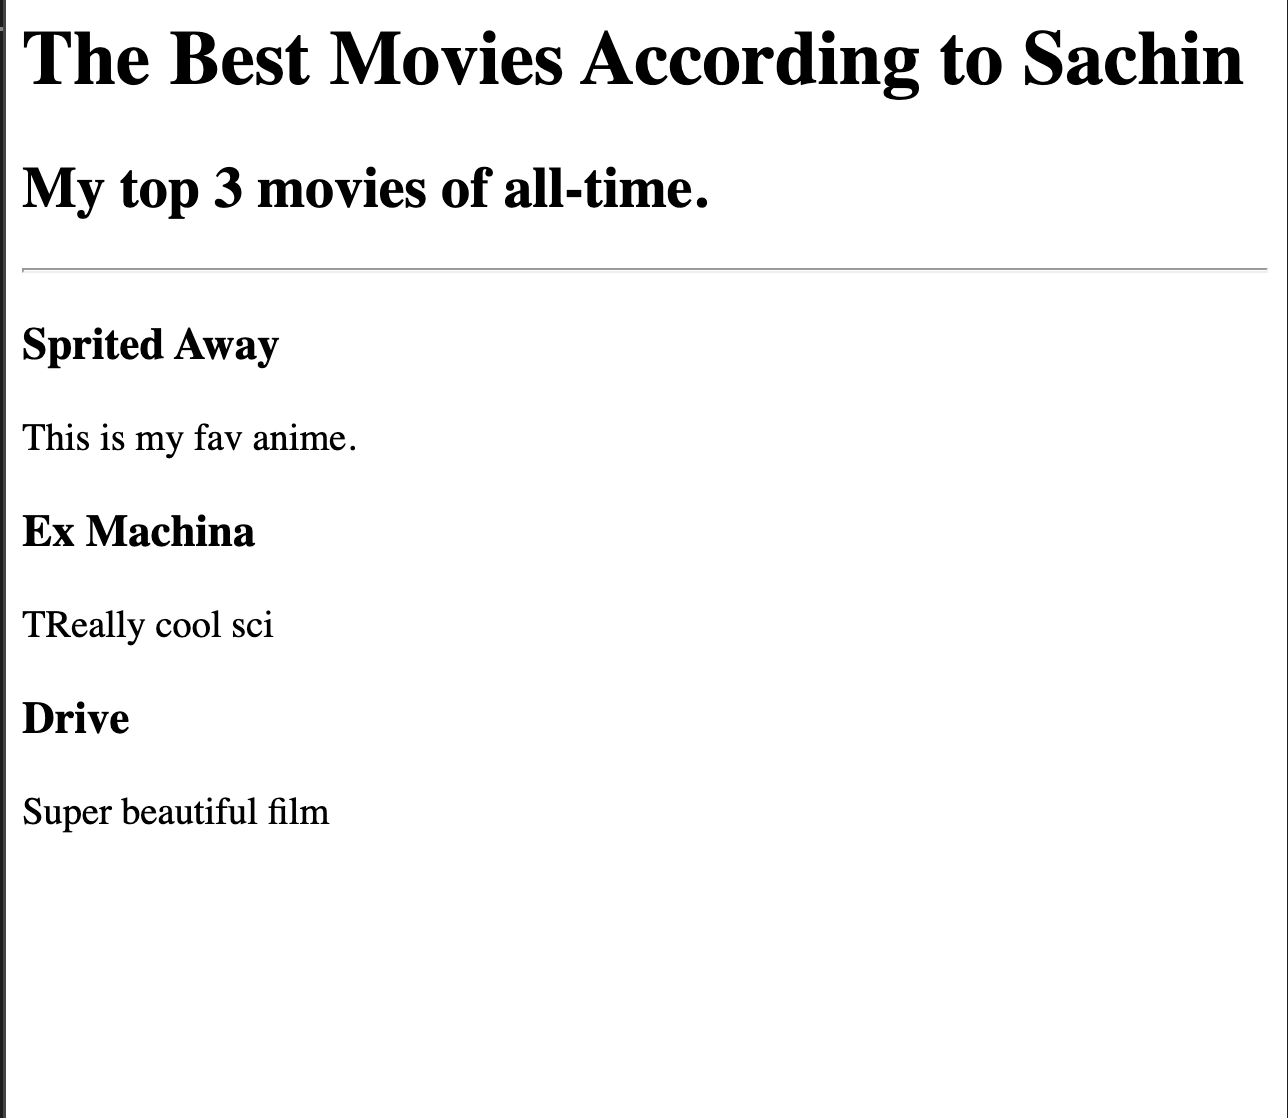 The Best Movies According to Sachin
My top 3 movies of all-time.
Sprited Away
This is my fav anime.
Ex Machina
TReally cool sci
Drive
Super beautiful film